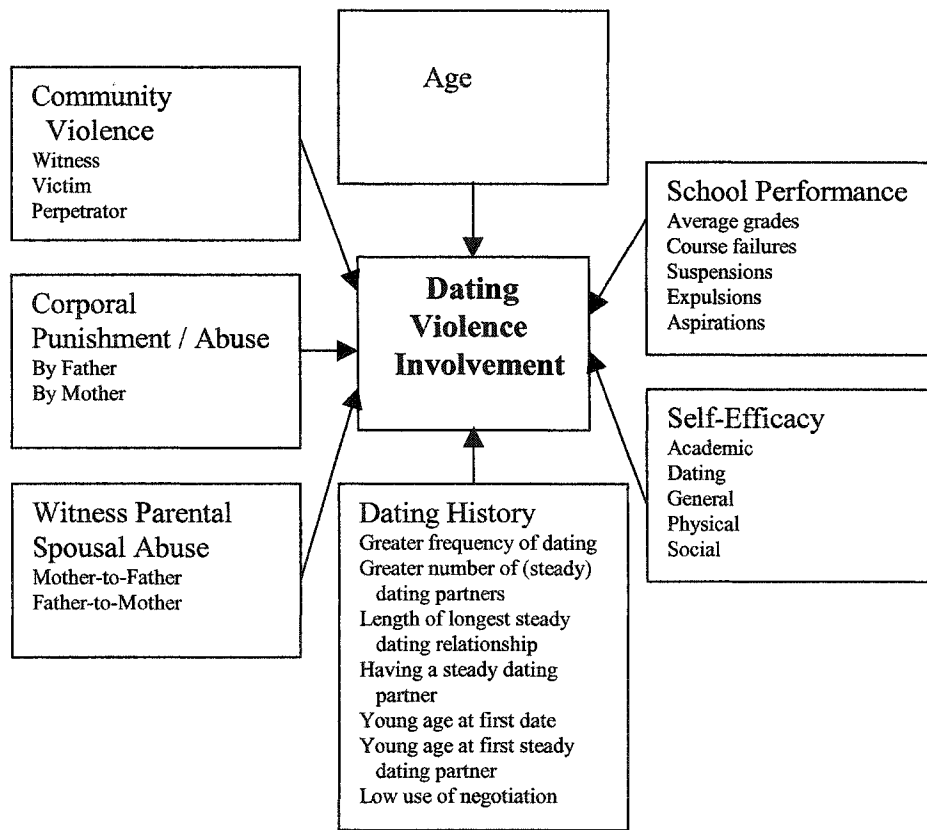 Age
Community
Violence
Witness
Victim
Perpetrator
Corporal
Punishment / Abuse
By Father
By Mother
Witness Parental
Spousal Abuse
Mother-to-Father
Father-to-Mother
Dating
Violence
Involvement
Dating History
Greater frequency of dating
Greater number of (steady)
dating partners
Length of longest steady
dating relationship
Having a steady dating
partner
Young age at first date
Young age at first steady
dating partner
Low use of negotiation
School Performance
Average grades
Course failures
Suspensions
Expulsions
Aspirations
Self-Efficacy
Academic
Dating
General
Physical
Social